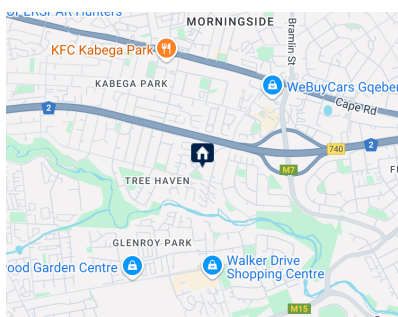 MORNINGSIDE
Bramlin St
KFC Kabega Park
KABEGA PARK
WeBuyCars Gqeber
Cape Rd
2
740
2
M7
TREE HAVEN
GLENROY PARK
ood Garden Centre
Walker Drive
Shopping Centre
M15